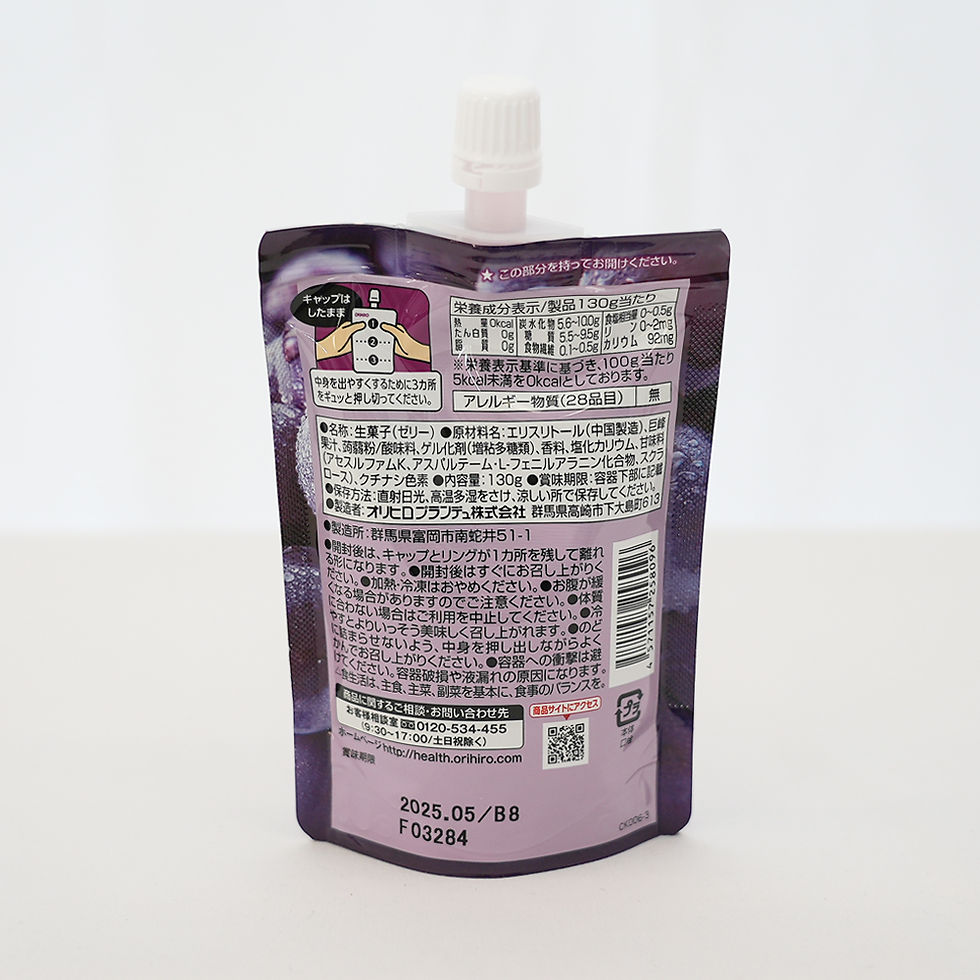 ★この部分を持ってお開けください。
キャップは
したまま
ORIHIRO
1
2
3
中身を出やすくするために3カ所
をギュッと押し切ってください。
栄養成分表示/製品130g当たり
熱量 0kcal 炭水化物 5.6~10.0g 食塩相当量 0~0.5g
たん白質 0g 糖質 5.5~9.5g リン 0~2mg
脂質 0g 食物繊維 0.1~0.5g カリウム 92mg
※栄養表示基準に基づき、100g当たり
5kcal未満を0kcalとしております。
アレルギー物質(28品目) 無
●名称:生菓子(ゼリー) ●原材料名:エリスリトール(中国製造)、巨峰
果汁、蒟蒻粉/酸味料、ゲル化剤(増粘多糖類)、香料、塩化カリウム、甘味料
(アセスルファムK、アスパルテーム・L-フェニルアラニン化合物、スクラ
ロース)、クチナシ色素 ●内容量:130g ●賞味期限:容器下部に記載
●保存方法:直射日光、高温多湿をさけ、涼しい所で保存してください。
●製造者:オリヒロプランデュ株式会社 群馬県高崎市下大島町613
●製造所:群馬県富岡市南蛇井51-1
●開封後は、キャップとリングが1カ所を残して離れ
る形になります。●開封後はすぐにお召し上がりく
ださい。●加熱・冷凍はおやめください。●お腹が緩
くなる場合がありますのでご注意ください。●体質
に合わない場合はご利用を中止してください。●冷
やすとよりいっそう美味しく召し上がれます。●のど
に詰まらせないよう、中身を押し出しながらよく
かんでお召し上がりください。●容器への衝撃は避
けてください。容器破損や液漏れの原因になります。
食生活は、主食、主菜、副菜を基本に、食事のバランスを。
4 571157 258096
商品に関するご相談・お問い合わせ先
お客様相談室 0120-534-455
(9:30~17:00/土日祝除く)
ホームページhttp://health.orihiro.com
商品サイトにアクセス
プラ
本体
賞味期限
2025.05/B8
F03284
CK006-3